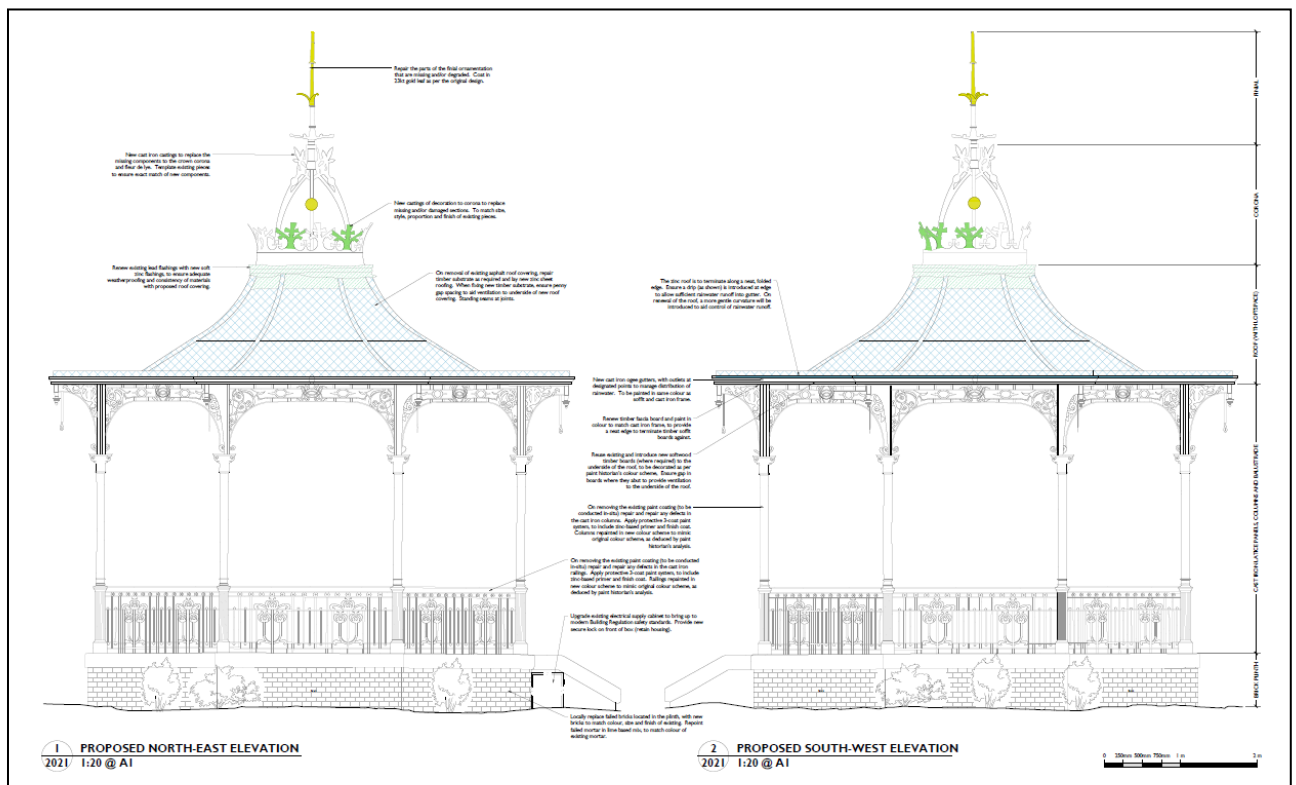 Repair the parts of the finial ornamentation
that are missing and/or degraded. Coat in
23kt gold leaf as per the original design.
New cast iron castings to replace the
missing components to the crown corona
and fleur de lys. Template existing pieces
to ensure exact match of new components.
New castings of decoration to corona to replace
missing and/or damaged sections. To match size,
style, proportion and finish of existing pieces.
Renew existing lead flashings with new soft
zinc flashings, to ensure adequate
weatherproofing and consistency of materials
with proposed roof covering.
On removal of existing asphalt roof covering, repair
timber substrate as required and lay new zinc sheet
roofing. When fixing new timber substrate, ensure penny
gap spacing to aid ventilation to underside of new roof
covering. Standing seams at joints.
The zinc roof is to terminate along a neat, folded
edge. Ensure a drip (as shown) is introduced at edge
to allow sufficient rainwater runoff into gutter. On
renewal of the roof, a more gentle curvature will be
introduced to aid control of rainwater runoff.
New cast iron ogee gutters, with outlets at
designated points to manage distribution of
rainwater. To be painted in same colour as
soffit and cast iron frame.
Renew timber fascia board and paint in
colour to match cast iron frame, to provide
a neat edge to terminate timber soffit
boards against.
Reuse existing and introduce new softwood
timber boards (where required) to the
underside of the roof, to be decorated as per
paint historian's colour scheme. Ensure gap in
boards where they abut to provide ventilation
to the underside of the roof.
On removing the existing paint coating (to be
conducted in-situ) repair and repair any defects in
the cast iron columns. Apply protective 3-coat paint
system, to include zinc-based primer and finish coat.
Columns repainted in new colour scheme to mimic
original colour scheme, as deduced by paint
historian's analysis.
On removing the existing paint coating (to be conducted
in-situ) repair and repair any defects in the cast iron
railings. Apply protective 3-coat paint system, to include
zinc-based primer and finish coat. Railings repainted in
new colour scheme to mimic original colour scheme, as
deduced by paint historian's analysis.
Upgrade existing electrical supply cabinet to bring up to
modern Building Regulation safety standards. Provide new
secure lock on front of box (retain housing).
Locally replace failed bricks located in the plinth, with new
bricks to match colour, size and finish of existing. Repoint
failed mortar in lime based mix, to match colour of
existing mortar.
FINIAL
CORONA
ROOF (WITH LOFTSPACE)
CAST IRON LATTICE PANELS, COLUMNS AND BALUSTRADE
BRICK PLINTH
1
2021
PROPOSED NORTH-EAST ELEVATION
1:20 @ A1
2
2021
PROPOSED SOUTH-WEST ELEVATION
1:20 @ A1
0 250mm 500mm 750mm 1 m 2 m